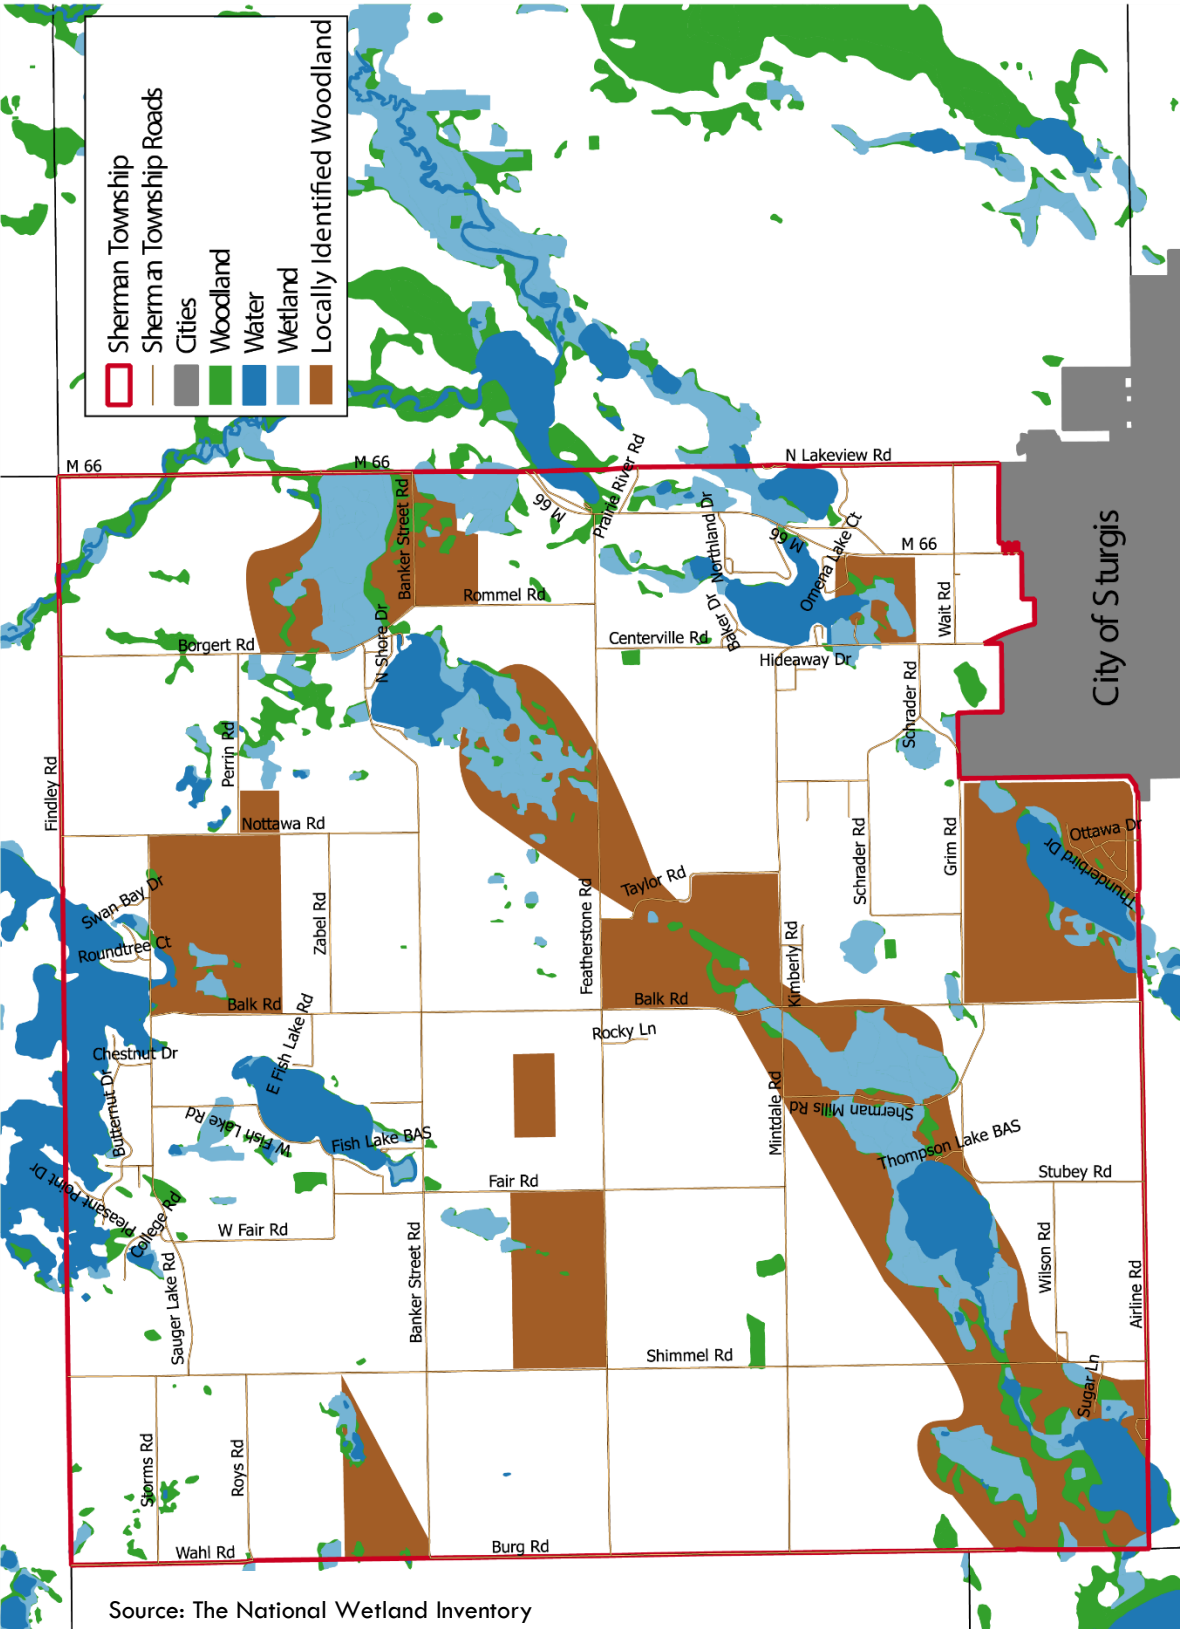 Sherman Township
Sherman Township Roads
Cities
Woodland
Water
Wetland
Locally Identified Woodland
M 66
M 66
N Lakeview Rd
Prairie River Rd
M 66
Banker Street Rd
Northland Dr
M 66
Omena Lake Ct
M 66
City of Sturgis
Rommel Rd
Wait Rd
Baker Dr
Centerville Rd
N Shore Dr
Borgert Rd
Hideaway Dr
Schrader Rd
Perrin Rd
Findley Rd
Nottawa Rd
Schrader Rd
Grim Rd
Ottawa Dr
Thunderbird Dr
Taylor Rd
Swan Bay Dr
Roundtree Ct
Zabel Rd
Featherstone Rd
Kimberly Rd
Balk Rd
Balk Rd
Rocky Ln
E Fish Lake Rd
Chestnut Dr
Butternut Dr
W Fish Lake Rd
Fish Lake BAS
Mintdale Rd
Sherman Mills Rd
Thompson Lake BAS
Stubey Rd
Fair Rd
Pleasant Point Dr
College Rd
W Fair Rd
Sauger Lake Rd
Banker Street Rd
Wilson Rd
Airline Rd
Shimmel Rd
Sugar Ln
Storms Rd
Roys Rd
Wahl Rd
Burg Rd
Source: The National Wetland Inventory